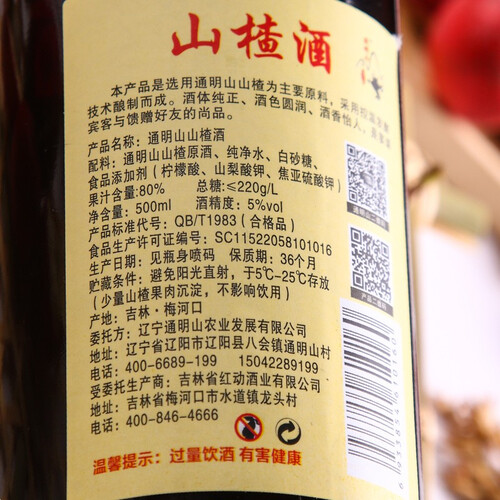 山楂酒
本产品是选用通明山山楂为主要原料，采用
技术酿制而成。酒体纯正、酒色圆润、酒香怡人，
宾客与馈赠好友的尚品。
产品名称：通明山山楂酒
配料：通明山山楂原酒、纯净水、白砂糖、
食品添加剂（柠檬酸、山梨酸钾、焦亚硫酸钾）
果汁含量:80% 总糖:≤220g/L
净含量：500ml 酒精度：5%vol
产品标准代号：QB/T1983（合格品）
食品生产许可证编号：SC11522058101016
生产日期：见瓶身喷码 保质期：36个月
贮藏条件：避免阳光直射，于5℃-25℃存放
（少量山楂果肉沉淀，不影响饮用）
产地：吉林·梅河口
委托方：辽宁通明山农业发展有限公司
地址：辽宁省辽阳市辽阳县八会镇通明山村
电话：400-6689-199 15042289199
受委托生产商：吉林省红动酒业有限公司
地址：吉林省梅河口市水道镇龙头村
电话：400-846-4666
温馨提示：过量饮酒 有害健康
693854610160